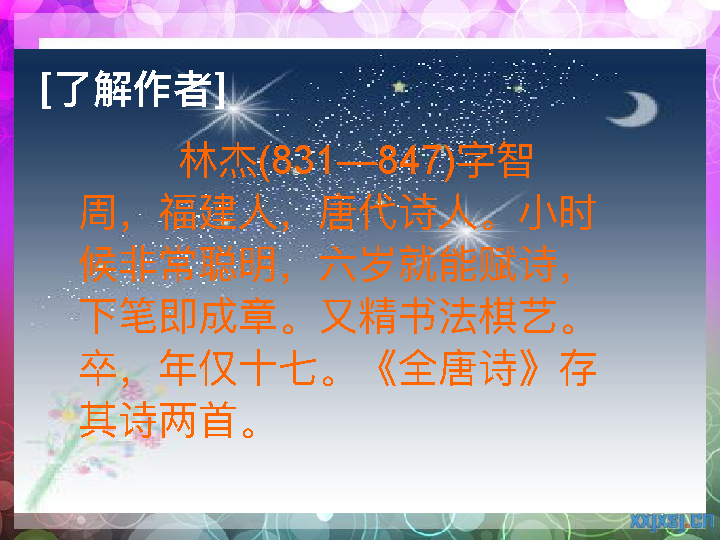 [了解作者]
林杰(831—847)字智
周，福建人，唐代诗人。小时
候非常聪明，六岁就能赋诗，
下笔即成章。又精书法棋艺。
卒，年仅十七。《全唐诗》存
其诗两首。
xxjxsj.cn